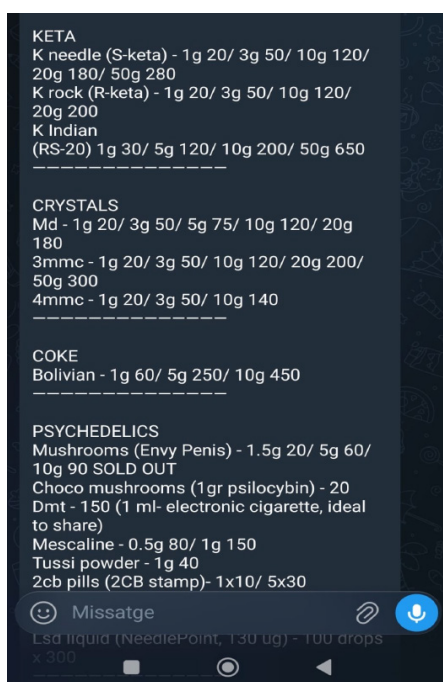 KETA
K needle (S-keta) - 1g 20/ 3g 50/ 10g 120/
20g 180/ 50g 280
K rock (R-keta) - 1g 20/ 3g 50/ 10g 120/
20g 200
K Indian
(RS-20) 1g 30/ 5g 120/ 10g 200/ 50g 650
———————————————
CRYSTALS
Md - 1g 20/ 3g 50/ 5g 75/ 10g 120/ 20g
180
3mmc - 1g 20/ 3g 50/ 10g 120/ 20g 200/
50g 300
4mmc - 1g 20/ 3g 50/ 10g 140
———————————————
COKE
Bolivian - 1g 60/ 5g 250/ 10g 450
———————————————
PSYCHEDELICS
Mushrooms (Envy Penis) - 1.5g 20/ 5g 60/
10g 90 SOLD OUT
Choco mushrooms (1gr psilocybin) - 20
Dmt - 150 (1 ml- electronic cigarette, ideal
to share)
Mescaline - 0.5g 80/ 1g 150
Tussi powder - 1g 40
2cb pills (2CB stamp)- 1x10/ 5x30
Missatge
Lsd liquid (NeedlePoint, 130 ug) - 100 drops
x 300